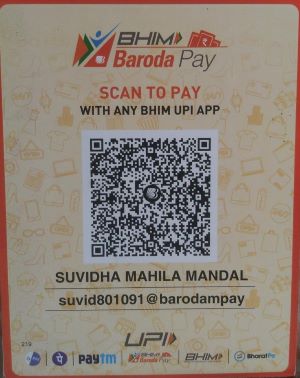 BHIM
Baroda Pay
SCAN TO PAY
WITH ANY BHIM UPI APP
SUVIDHA MAHILA MANDAL
suvid801091@barodampay
UPI
219
Paytm
BHIM
Baroda Pay
BHIM
BharatPe